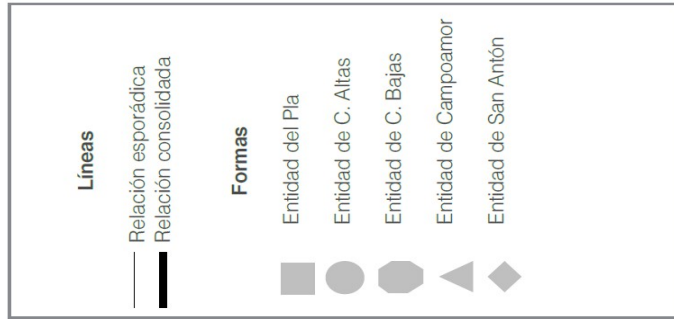 Líneas
Relación esporádica
Relación consolidada
Formas
Entidad del Pla
Entidad de C. Altas
Entidad de C. Bajas
Entidad de Campoamor
Entidad de San Antón